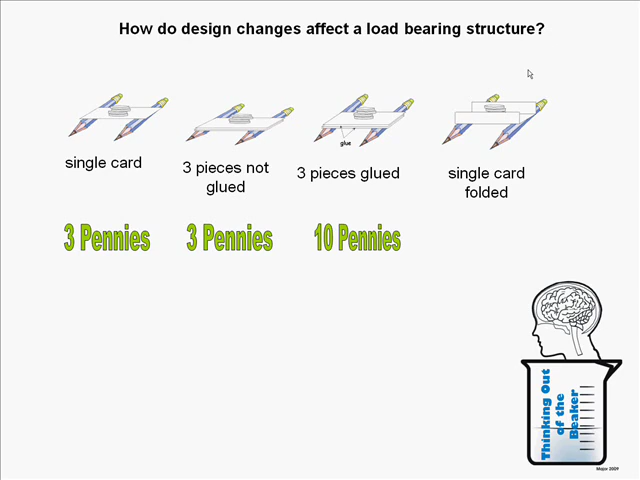 How do design changes affect a load bearing structure?
glue
single card
3 pieces not
glued
3 pieces glued
single card
folded
3 Pennies
3 Pennies
10 Pennies
Thinking Out
of the
Beaker
Major 2009